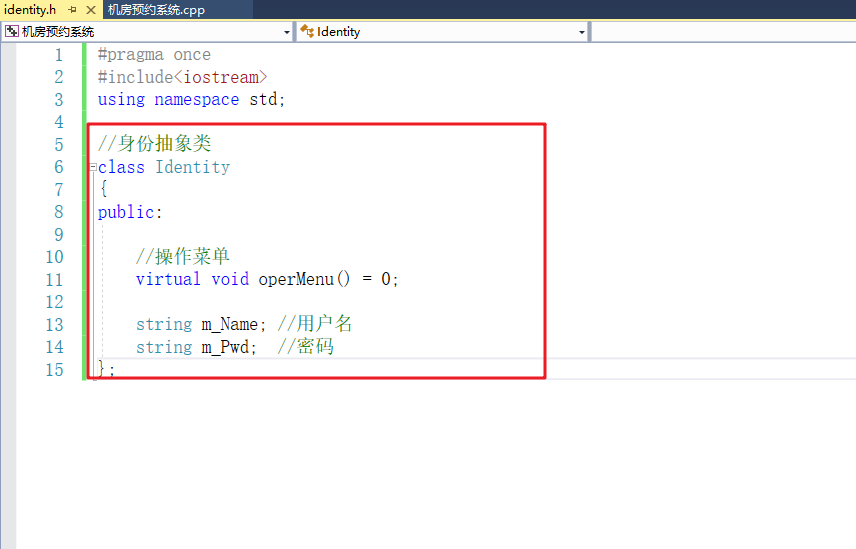 identity.h 机房预约系统.cpp
机房预约系统 Identity
1 #pragma once
2 #include<iostream>
3 using namespace std;
4
5 //身份抽象类
6 class Identity
7 {
8 public:
9
10 //操作菜单
11 virtual void operMenu() = 0;
12
13 string m_Name; //用户名
14 string m_Pwd; //密码
15 };